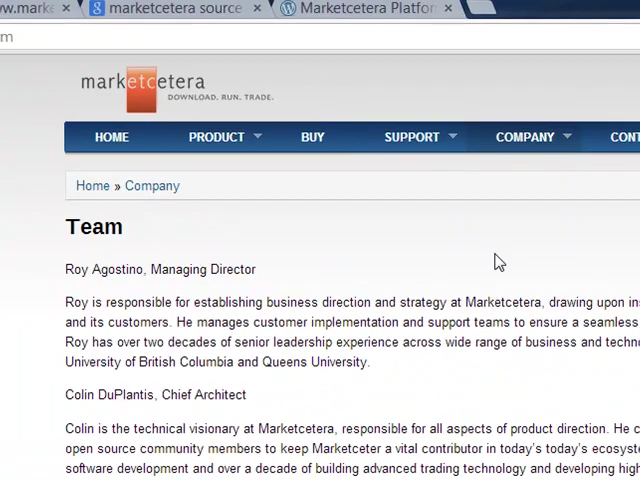 marketcetera source
Marketcetera Platfor
m
marketcetera
DOWNLOAD. RUN. TRADE.
HOME PRODUCT BUY SUPPORT COMPANY CONT
Home » Company
Team
Roy Agostino, Managing Director
Roy is responsible for establishing business direction and strategy at Marketcetera, drawing upon
and its customers. He manages customer implementation and support teams to ensure a seamless
Roy has over two decades of senior leadership experience across wide range of business and techno
University of British Columbia and Queens University.
Colin DuPlantis, Chief Architect
Colin is the technical visionary at Marketcetera, responsible for all aspects of product direction. He c
open source community members to keep Marketceter a vital contributor in today's today's ecosyste
software development and over a decade of building advanced trading technology and developing high